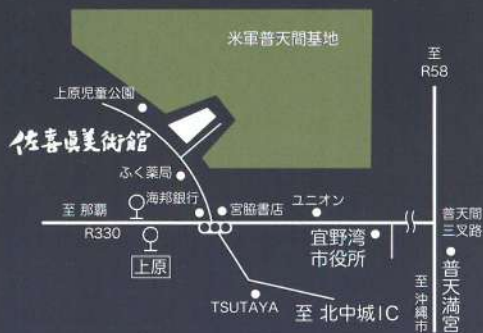 米軍普天間基地
至
R58
上原児童公園
佐喜眞美術館
ふく薬局
海邦銀行
宮脇書店
ユニオン
至 那覇
R330
上原
宜野湾
市役所
普天間
三叉路
普天満宮
至 沖縄市
TSUTAYA
至 北中城IC